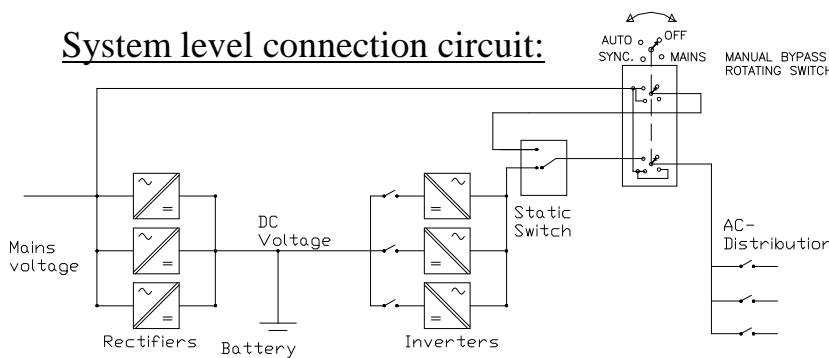 System level connection circuit:
AUTO
OFF
SYNC.
MAINS
MANUAL BYPASS
ROTATING SWITCH
Static
Switch
DC
Voltage
AC-
Distribution
Mains
voltage
Rectifiers
Battery
Inverters